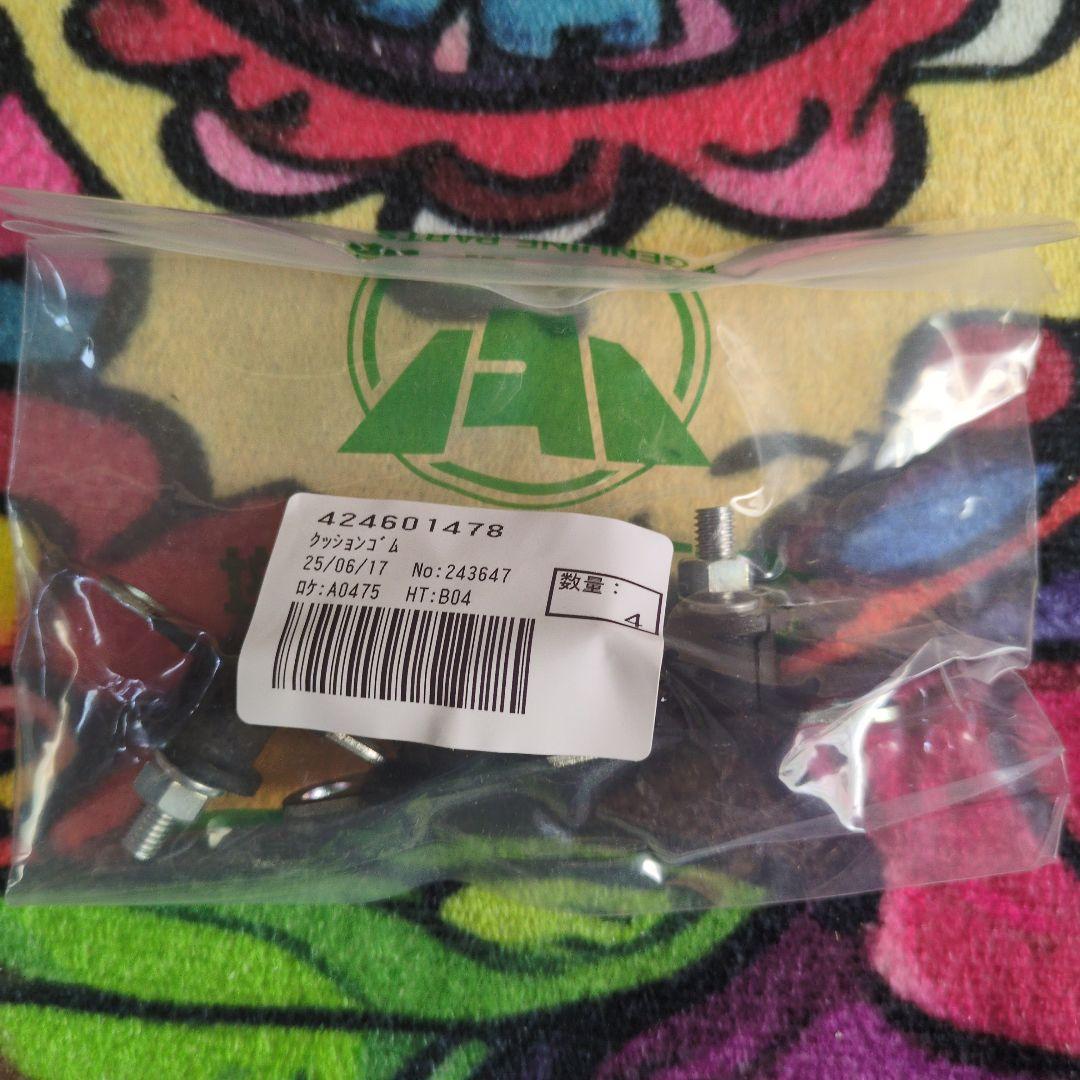 GENUINE PARTS
424601478
クッションゴム
25/06/17 No:243647
ロケ:A0475 HT:B04
数量:
4